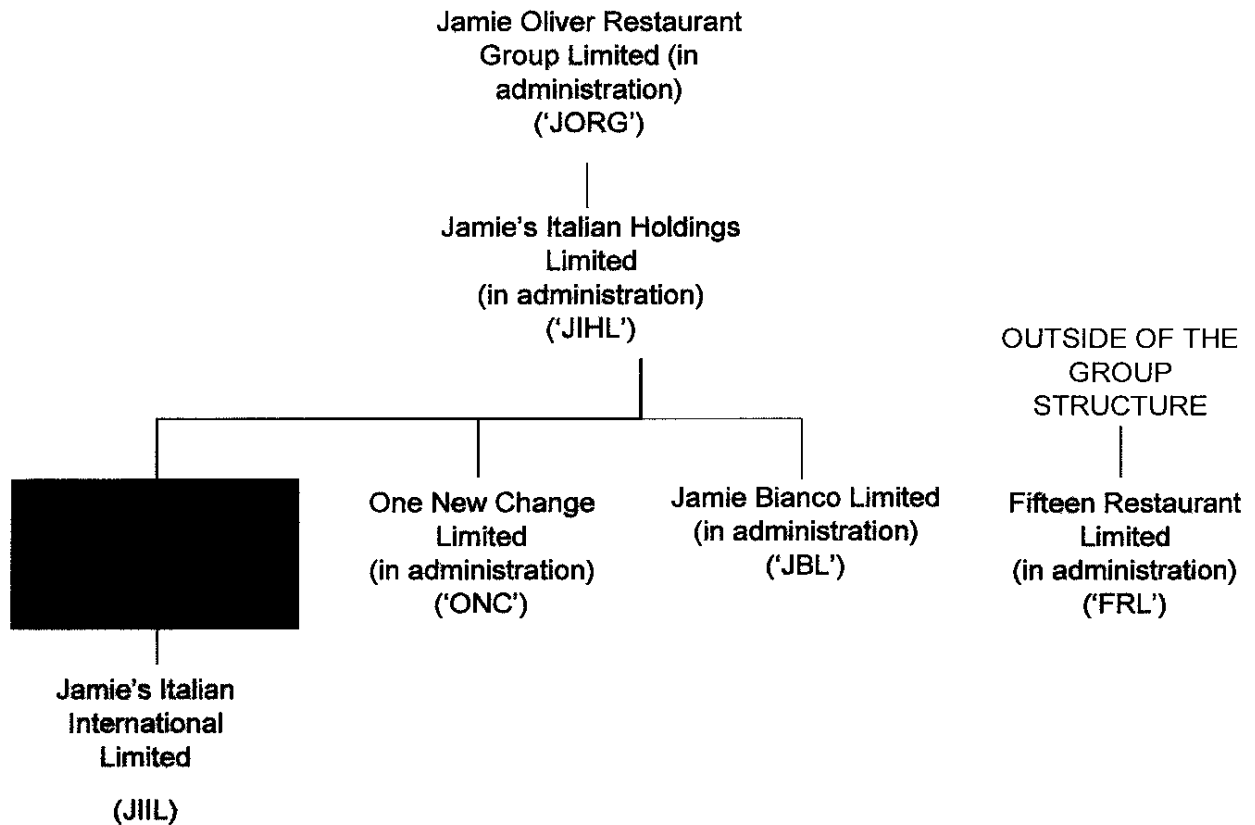 Jamie Oliver Restaurant
Group Limited (in
administration)
('JORG')
Jamie's Italian Holdings
Limited
(in administration)
('JIHL')
OUTSIDE OF THE
GROUP
STRUCTURE
One New Change
Limited
(in administration)
('ONC')
Jamie Bianco Limited
(in administration)
('JBL')
Fifteen Restaurant
Limited
(in administration)
('FRL')
Jamie's Italian
International
Limited
(JIIL)